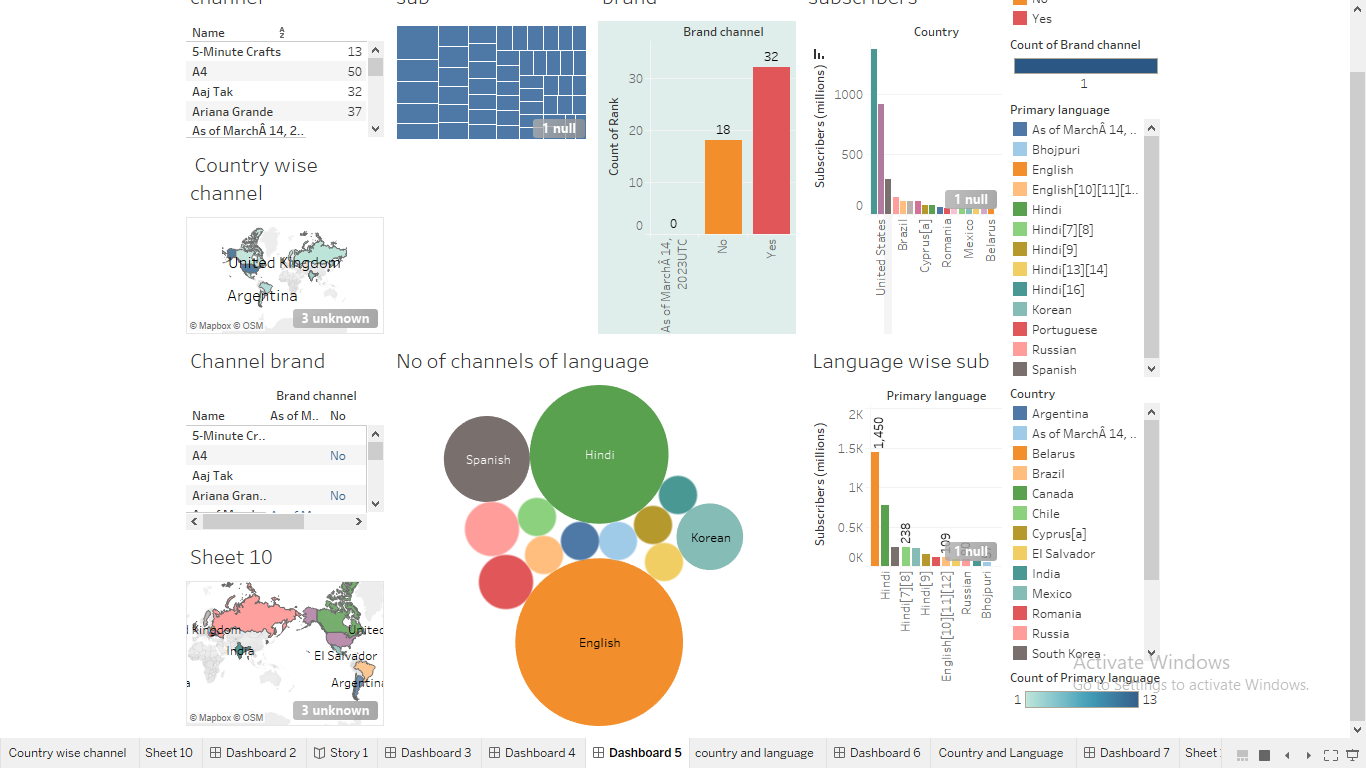 channel
sub
brand
subscribers
No
Yes
Name
5-Minute Crafts 13
A4 50
Aaj Tak 32
Ariana Grande 37
As of MarchÂ 14, 2..
1 null
Brand channel
Count of Rank
30
20
10
0
0
18
32
As of MarchÂ 14,
2023UTC
No
Yes
Country
Subscribers (millions)
1000
500
0
1 null
United States
Brazil
Cyprus[a]
Romania
Mexico
Belarus
Count of Brand channel
1
Primary language
As of MarchÂ 14, ..
Bhojpuri
English
English[10][11][1..
Hindi
Hindi[7][8]
Hindi[9]
Hindi[13][14]
Hindi[16]
Korean
Portuguese
Russian
Spanish
Country wise
channel
United Kingdom
Argentina
3 unknown
© Mapbox © OSM
Channel brand
Brand channel
Name As of M.. No
5-Minute Cr..
A4 No
Aaj Tak
Ariana Gran.. No
Sheet 10
l Kingdom
United
India
El Salvador
Argentina
3 unknown
© Mapbox © OSM
No of channels of language
Spanish
Hindi
Korean
English
Language wise sub
Primary language
Subscribers (millions)
2K
1.5K
1K
0.5K
0K
1,450
238
109
1 null
Hindi
Hindi[7][8]
Hindi[9]
English[10][11][12]
Russian
Bhojpuri
Country
Argentina
As of MarchÂ 14, ..
Belarus
Brazil
Canada
Chile
Cyprus[a]
El Salvador
India
Mexico
Romania
Russia
South Korea
Count of Primary language
1 13
Activate Windows
Go to Settings to activate Windows.
Country wise channel
Sheet 10
Dashboard 2
Story 1
Dashboard 3
Dashboard 4
Dashboard 5
country and language
Dashboard 6
Country and Language
Dashboard 7
Sheet